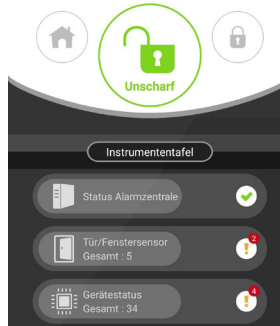 Unscharf
Instrumententafel
Status Alarmzentrale
Tür/Fenstersensor
Gesamt : 5
2
Gerätestatus
Gesamt : 34
4